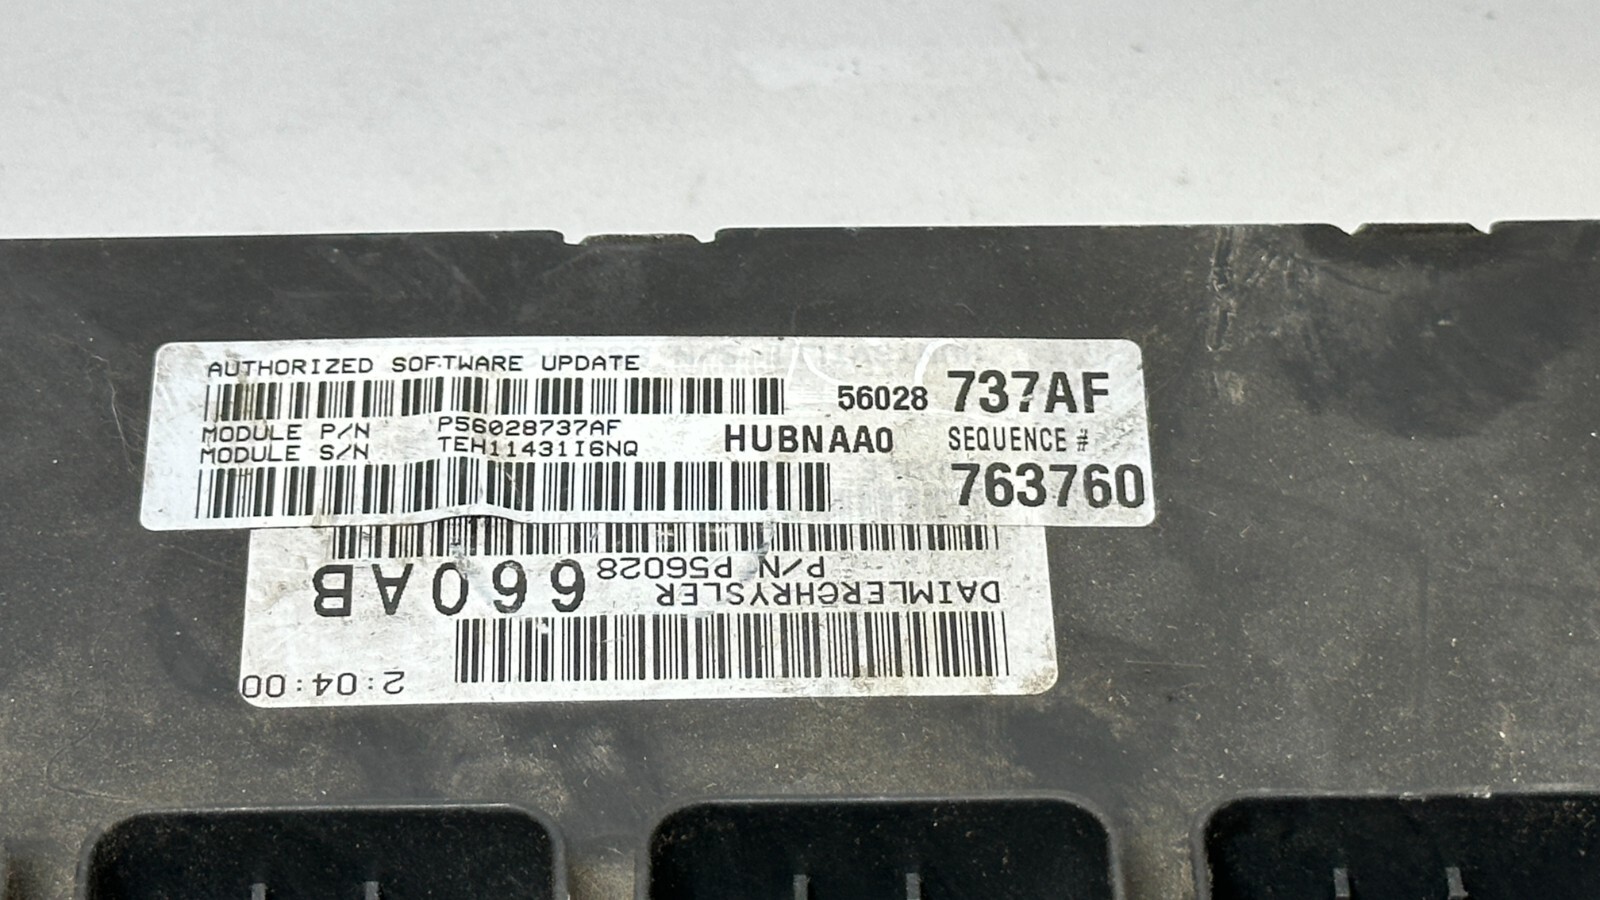 AUTHORIZED SOFTWARE UPDATE
56028 737AF
MODULE P/N P56028737AF
MODULE S/N TEH11431I6NQ
HUBNAA0 SEQUENCE #
763760
2:04:00
DAIMLERCHRYSLER 660AB
P/N P56028